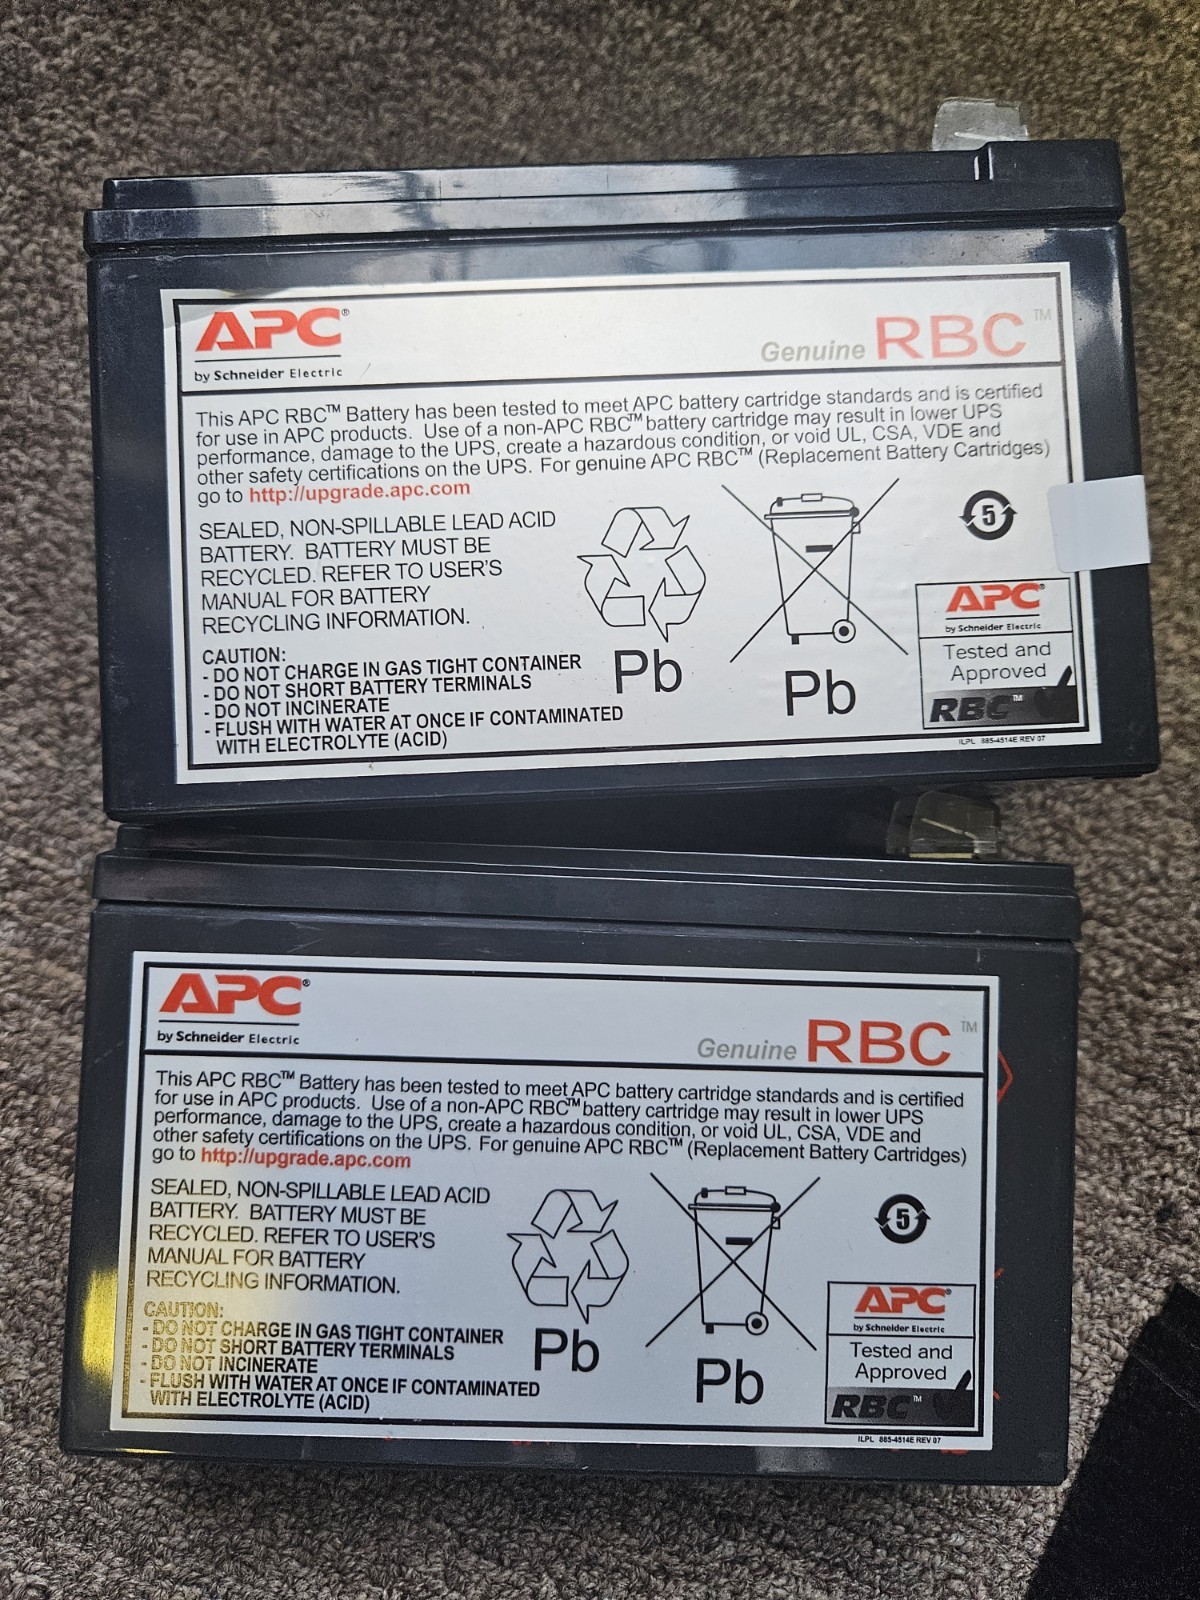 APC®
by Schneider Electric
Genuine RBC™
This APC RBC™ Battery has been tested to meet APC battery cartridge standards and is certified
for use in APC products. Use of a non-APC RBC™ battery cartridge may result in lower UPS
performance, damage to the UPS, create a hazardous condition, or void UL, CSA, VDE and
other safety certifications on the UPS. For genuine APC RBC™ (Replacement Battery Cartridges)
go to http://upgrade.apc.com
SEALED, NON-SPILLABLE LEAD ACID
BATTERY. BATTERY MUST BE
RECYCLED. REFER TO USER'S
MANUAL FOR BATTERY
RECYCLING INFORMATION.
CAUTION:
- DO NOT CHARGE IN GAS TIGHT CONTAINER
- DO NOT SHORT BATTERY TERMINALS
- DO NOT INCINERATE
- FLUSH WITH WATER AT ONCE IF CONTAMINATED
WITH ELECTROLYTE (ACID)
Pb
Pb
5
APC®
by Schneider Electric
Tested and
Approved
RBC™
ILPL 885-4514E REV 07
APC®
by Schneider Electric
Genuine RBC™
This APC RBC™ Battery has been tested to meet APC battery cartridge standards and is certified
for use in APC products. Use of a non-APC RBC™ battery cartridge may result in lower UPS
performance, damage to the UPS, create a hazardous condition, or void UL, CSA, VDE and
other safety certifications on the UPS. For genuine APC RBC™ (Replacement Battery Cartridges)
go to http://upgrade.apc.com
SEALED, NON-SPILLABLE LEAD ACID
BATTERY. BATTERY MUST BE
RECYCLED. REFER TO USER'S
MANUAL FOR BATTERY
RECYCLING INFORMATION.
CAUTION:
- DO NOT CHARGE IN GAS TIGHT CONTAINER
- DO NOT SHORT BATTERY TERMINALS
- DO NOT INCINERATE
- FLUSH WITH WATER AT ONCE IF CONTAMINATED
WITH ELECTROLYTE (ACID)
Pb
Pb
5
APC®
by Schneider Electric
Tested and
Approved
RBC™
ILPL 885-4514E REV 07